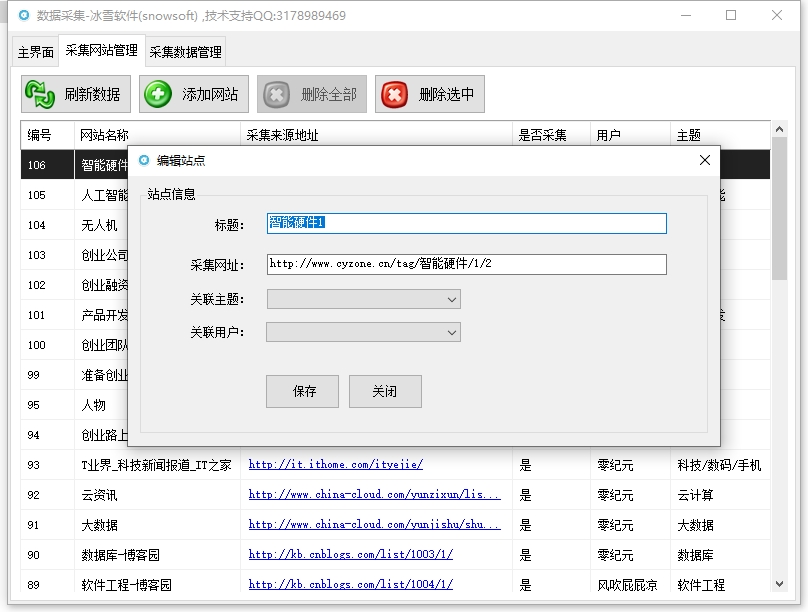 数据采集-冰雪软件(snowsoft) ,技术支持QQ:3178989469
主界面 采集网站管理 采集数据管理
刷新数据 添加网站 删除全部 删除选中
编号 网站名称 采集来源地址 是否采集 用户 主题
106 智能硬件
编辑站点
站点信息
105 人工智能
标题: 智能硬件1
104 无人机
103 创业公司
采集网址: http://www.cyzone.cn/tag/智能硬件/1/2
102 创业融资
关联主题:
101 产品开发
关联用户:
100 创业团队
99 准备创业
95 人物
保存 关闭
94 创业路上
93 T业界_科技新闻报道_IT之家 http://it.ithome.com/ityejie/ 是 零纪元 科技/数码/手机
92 云资讯 http://www.china-cloud.com/yunzixun/lis... 是 零纪元 云计算
91 大数据 http://www.china-cloud.com/yunjishu/shu... 是 零纪元 大数据
90 数据库-博客园 http://kb.cnblogs.com/list/1003/1/ 是 零纪元 数据库
89 软件工程-博客园 http://kb.cnblogs.com/list/1004/1/ 是 风吹屁屁凉 软件工程